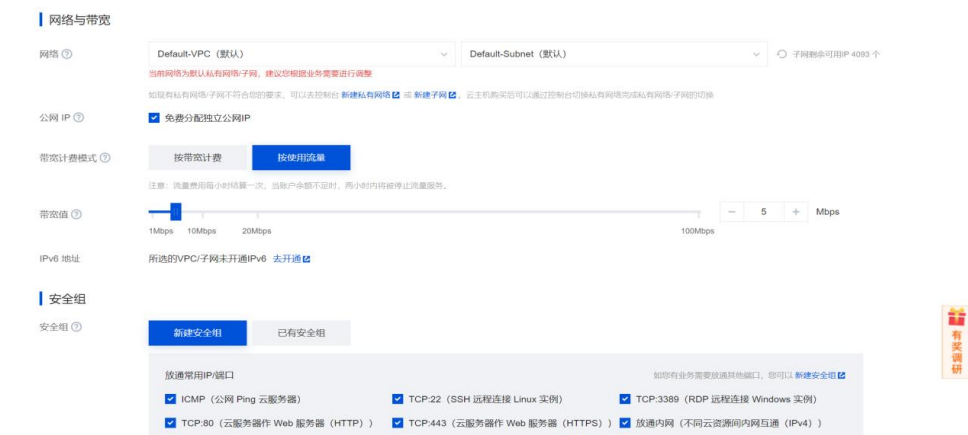 网络与带宽
网络 Default-VPC（默认） Default-Subnet（默认） 子网剩余可用IP 4093 个
当前网络为默认私有网络/子网，建议您根据业务需要进行调整
如现有私有网络/子网不符合您的要求，可以去控制台 新建私有网络 或 新建子网 。云主机购买后可以通过控制台切换私有网络完成私有网络/子网的切换
公网 IP 免费分配独立公网IP
带宽计费模式 按带宽计费 按使用流量
注意：流量费用每小时结算一次，当账户余额不足时，两小时内将被停止流量服务。
带宽值 − 5 + Mbps
1Mbps 10Mbps 20Mbps 100Mbps
IPv6 地址 所选的VPC/子网未开通IPv6 去开通
安全组
安全组 新建安全组 已有安全组
放通常用IP/端口 如您有业务需要放通其他端口，您可以 新建安全组
ICMP（公网 Ping 云服务器） TCP:22（SSH 远程连接 Linux 实例） TCP:3389（RDP 远程连接 Windows 实例）
TCP:80（云服务器作 Web 服务器（HTTP）） TCP:443（云服务器作 Web 服务器（HTTPS）） 放通内网（不同云资源间内网互通（IPv4））
有奖调研